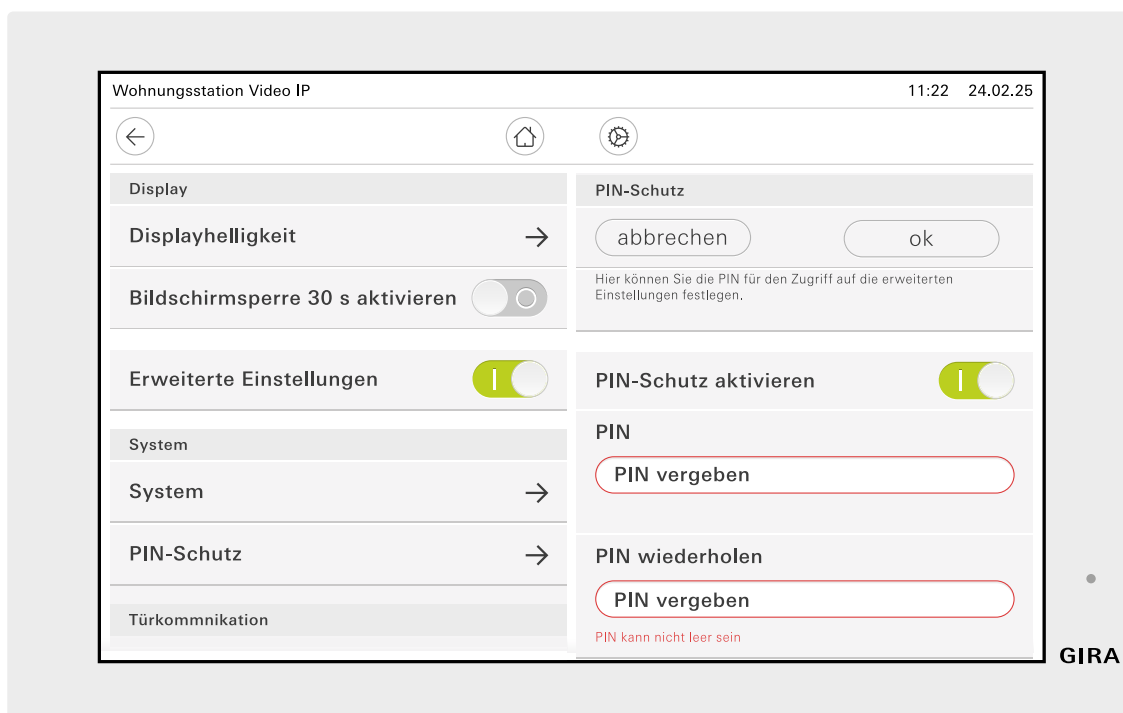 Wohnungsstation Video IP
11:22 24.02.25
Display
Displayhelligkeit
Bildschirmsperre 30 s aktivieren
Erweiterte Einstellungen
System
System
PIN-Schutz
Türkommnikation
PIN-Schutz
abbrechen
ok
Hier können Sie die PIN für den Zugriff auf die erweiterten
Einstellungen festlegen.
PIN-Schutz aktivieren
PIN
PIN vergeben
PIN wiederholen
PIN vergeben
PIN kann nicht leer sein
GIRA